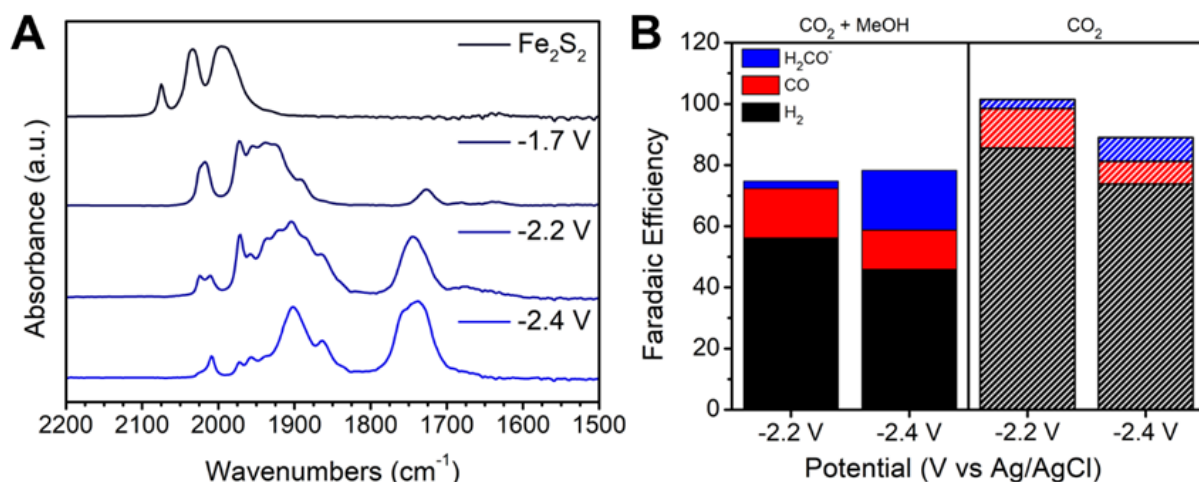 A
Absorbance (a.u.)
Fe₂S₂
-1.7 V
-2.2 V
-2.4 V
2200 2100 2000 1900 1800 1700 1600 1500
Wavenumbers (cm⁻¹)
B
CO₂ + MeOH CO₂
Faradaic Efficiency
120
100
80
60
40
20
0
H₂CO⁻
CO
H₂
-2.2 V -2.4 V -2.2 V -2.4 V
Potential (V vs Ag/AgCl)